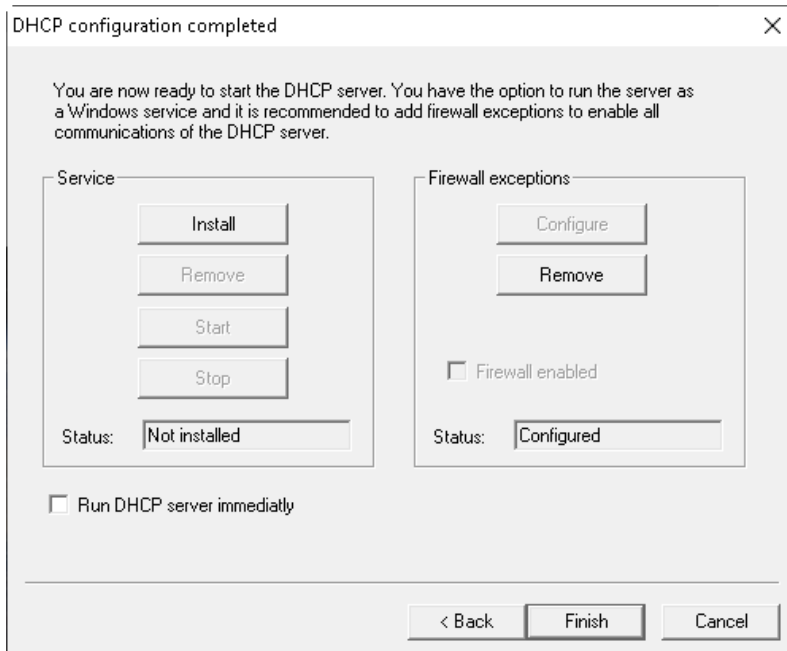 DHCP configuration completed
You are now ready to start the DHCP server. You have the option to run the server as
a Windows service and it is recommended to add firewall exceptions to enable all
communications of the DHCP server.
Service
Install
Remove
Start
Stop
Status: Not installed
Firewall exceptions
Configure
Remove
Firewall enabled
Status: Configured
Run DHCP server immediatly
< Back
Finish
Cancel